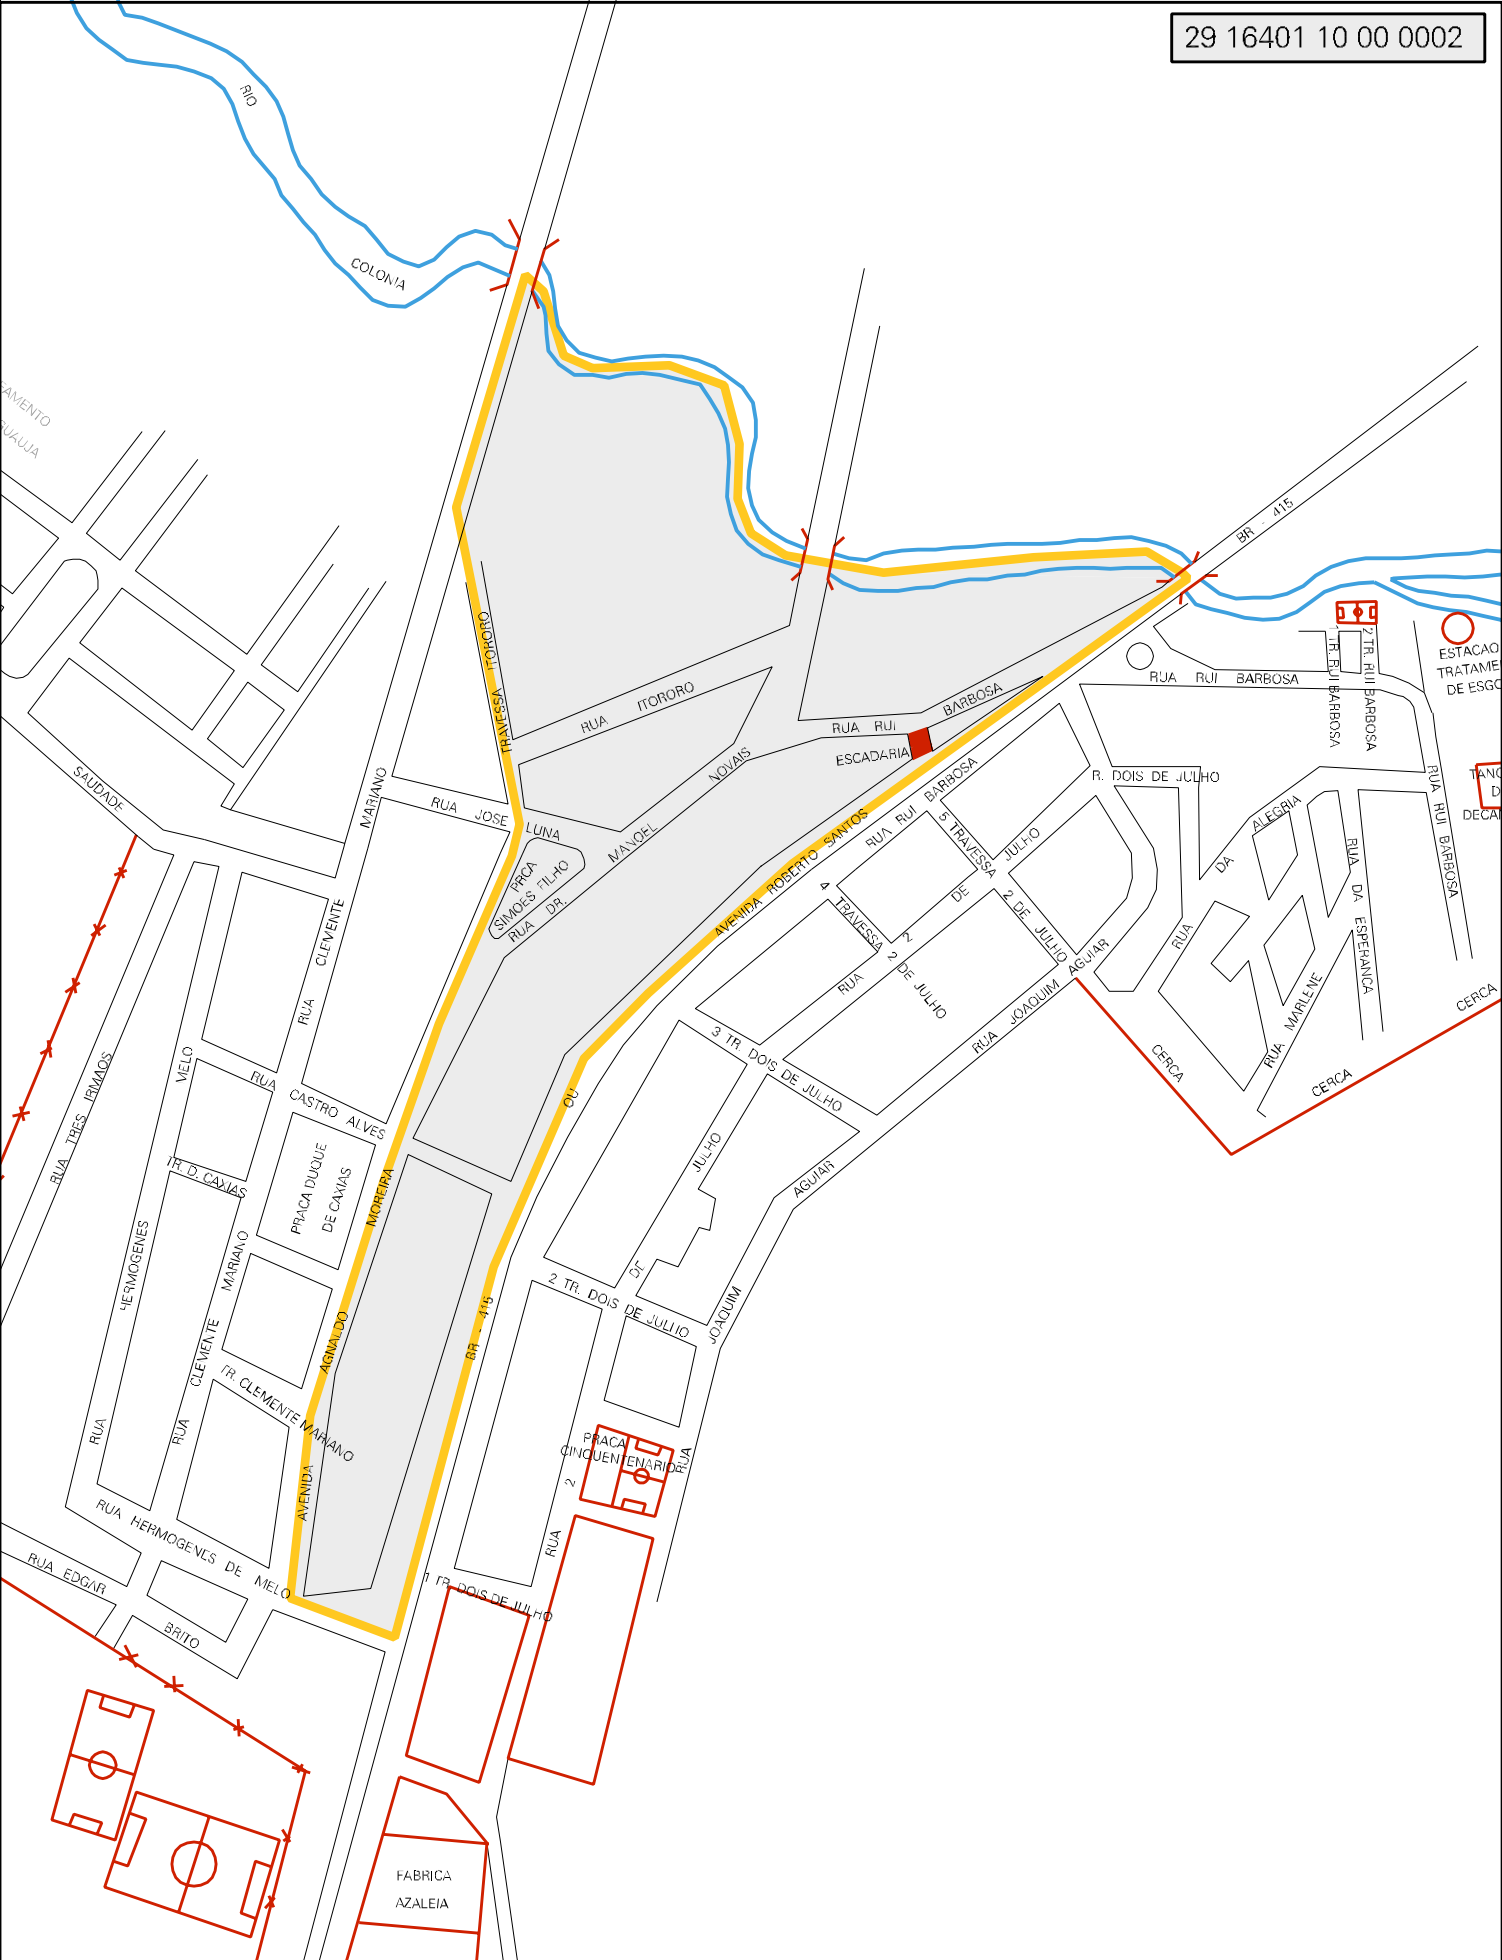 29 16401 10 00 0002
RIO
COLONIA
BR - 415
ESTACAO
TRATAME
DE ESGO
1 TR. RUI BARBOSA
2 TR. RUI BARBOSA
RUA RUI BARBOSA
TRAVESSA ITORORO
RUA ITORORO
RUA RUI BARBOSA
ESCADARIA
RUA DR. MANOEL NOVAIS
RUA JOSE LUNA
PRCA
SIMOES FILHO
SAUDADE
RUA CLEMENTE MARIANO
AVENIDA ROBERTO SANTOS OU BR - 415
RUA RUI BARBOSA
R. DOIS DE JULHO
RUA DA ALEGRIA
RUA RUI BARBOSA
RUA DA ESPERANCA
RUA MARLENE
CERCA
CERCA
CERCA
5 TRAVESSA 2 DE JULHO
4 TRAVESSA 2 DE JULHO
RUA 2 DE JULHO
RUA JOAQUIM AGUIAR
3 TR. DOIS DE JULHO
RUA TRES IRMAOS
RUA HERMOGENES MELO
RUA CASTRO ALVES
TR. D. CAXIAS
PRACA DUQUE
DE CAXIAS
RUA CLEMENTE MARIANO
AVENIDA AGNALDO MOREIRA
TR. CLEMENTE MARIANO
RUA 2 DE JULHO
2 TR. DOIS DE JULHO
RUA JOAQUIM AGUIAR
PRACA
CINQUENTENARIO
RUA HERMOGENES DE MELO
RUA EDGAR BRITO
1 TR. DOIS DE JULHO
FABRICA
AZALEIA